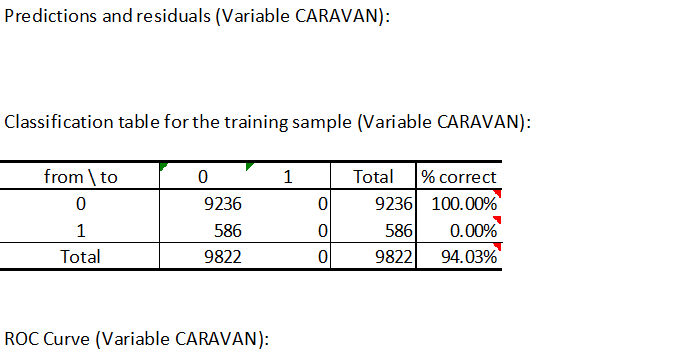 Predictions and residuals (Variable CARAVAN):
Classification table for the training sample (Variable CARAVAN):
from \ to 0 1 Total % correct
0 9236 0 9236 100.00%
1 586 0 586 0.00%
Total 9822 0 9822 94.03%
ROC Curve (Variable CARAVAN):